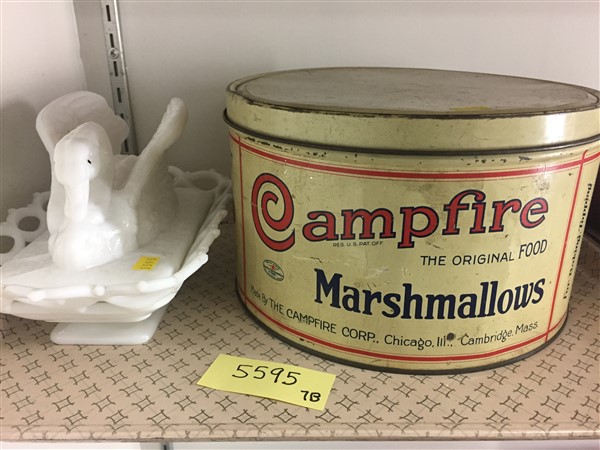 Campfire
REG. U.S. PAT. OFF.
THE ORIGINAL FOOD
Marshmallows
Made By THE CAMPFIRE CORP., Chicago, Ill., Cambridge, Mass.
5595
7B